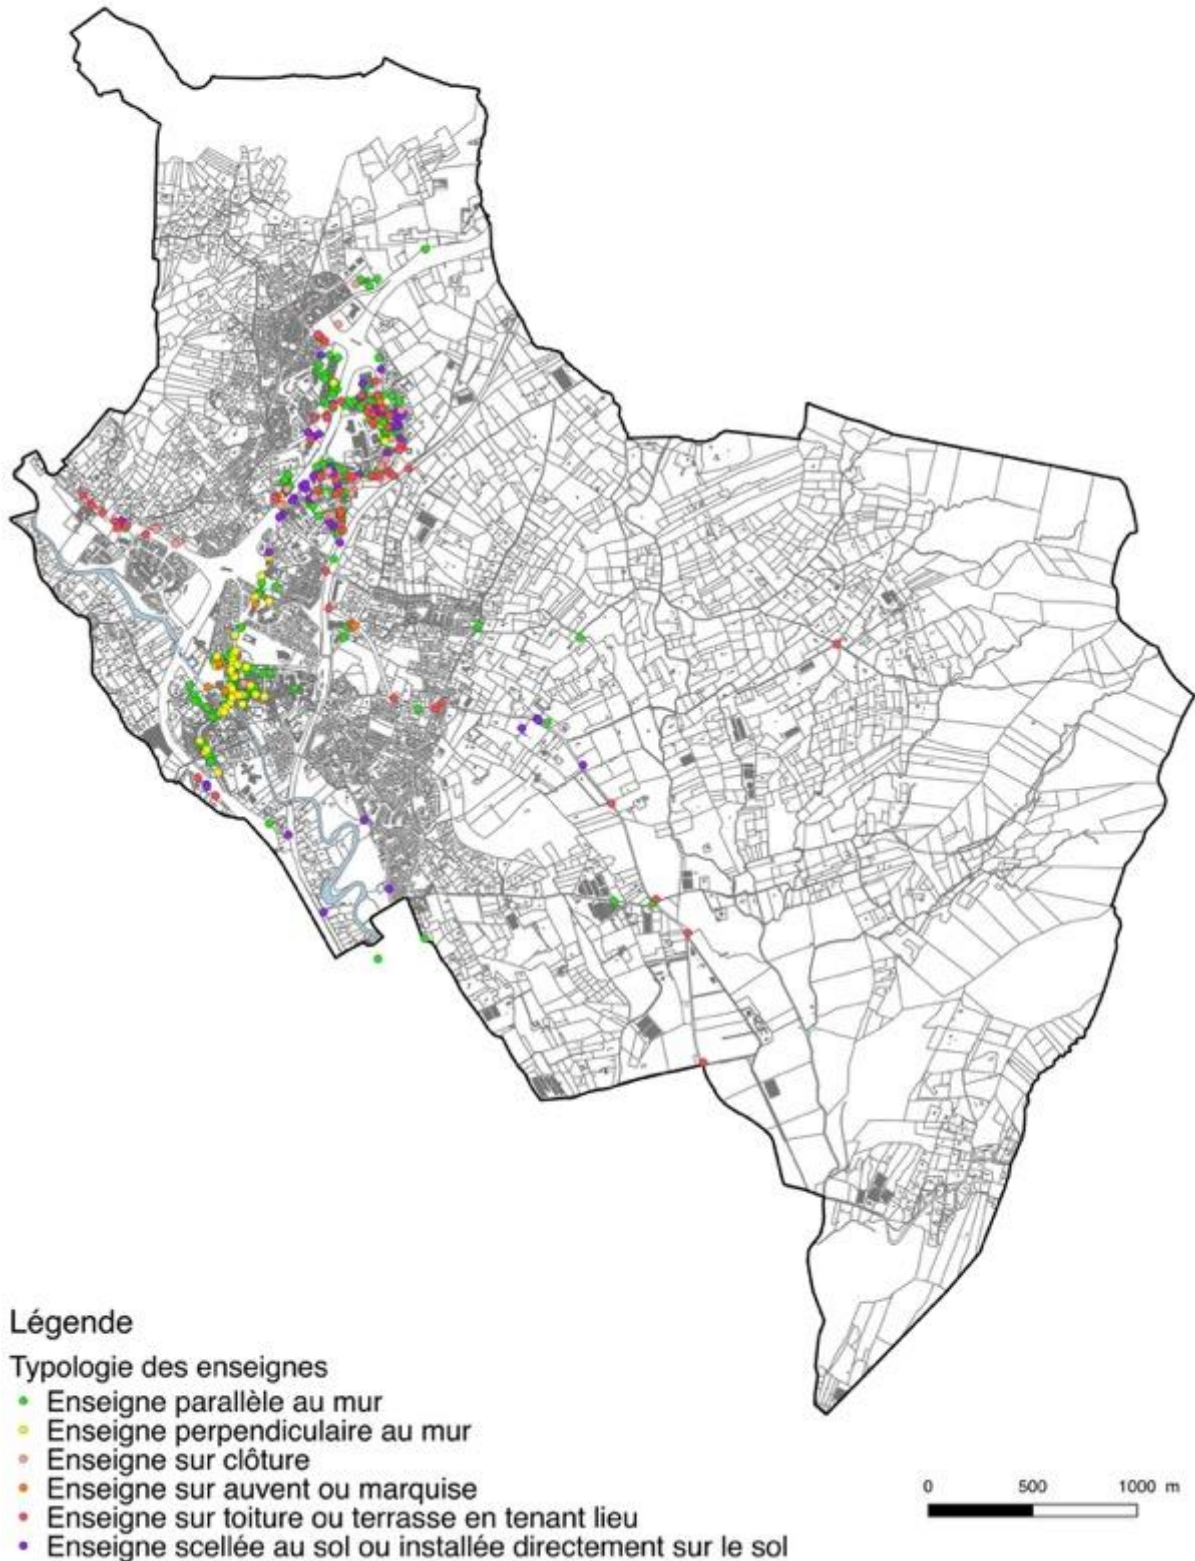 Légende
Typologie des enseignes
Enseigne parallèle au mur
Enseigne perpendiculaire au mur
Enseigne sur clôture
Enseigne sur auvent ou marquise
Enseigne sur toiture ou terrasse en tenant lieu
Enseigne scellée au sol ou installée directement sur le sol
0 500 1000 m